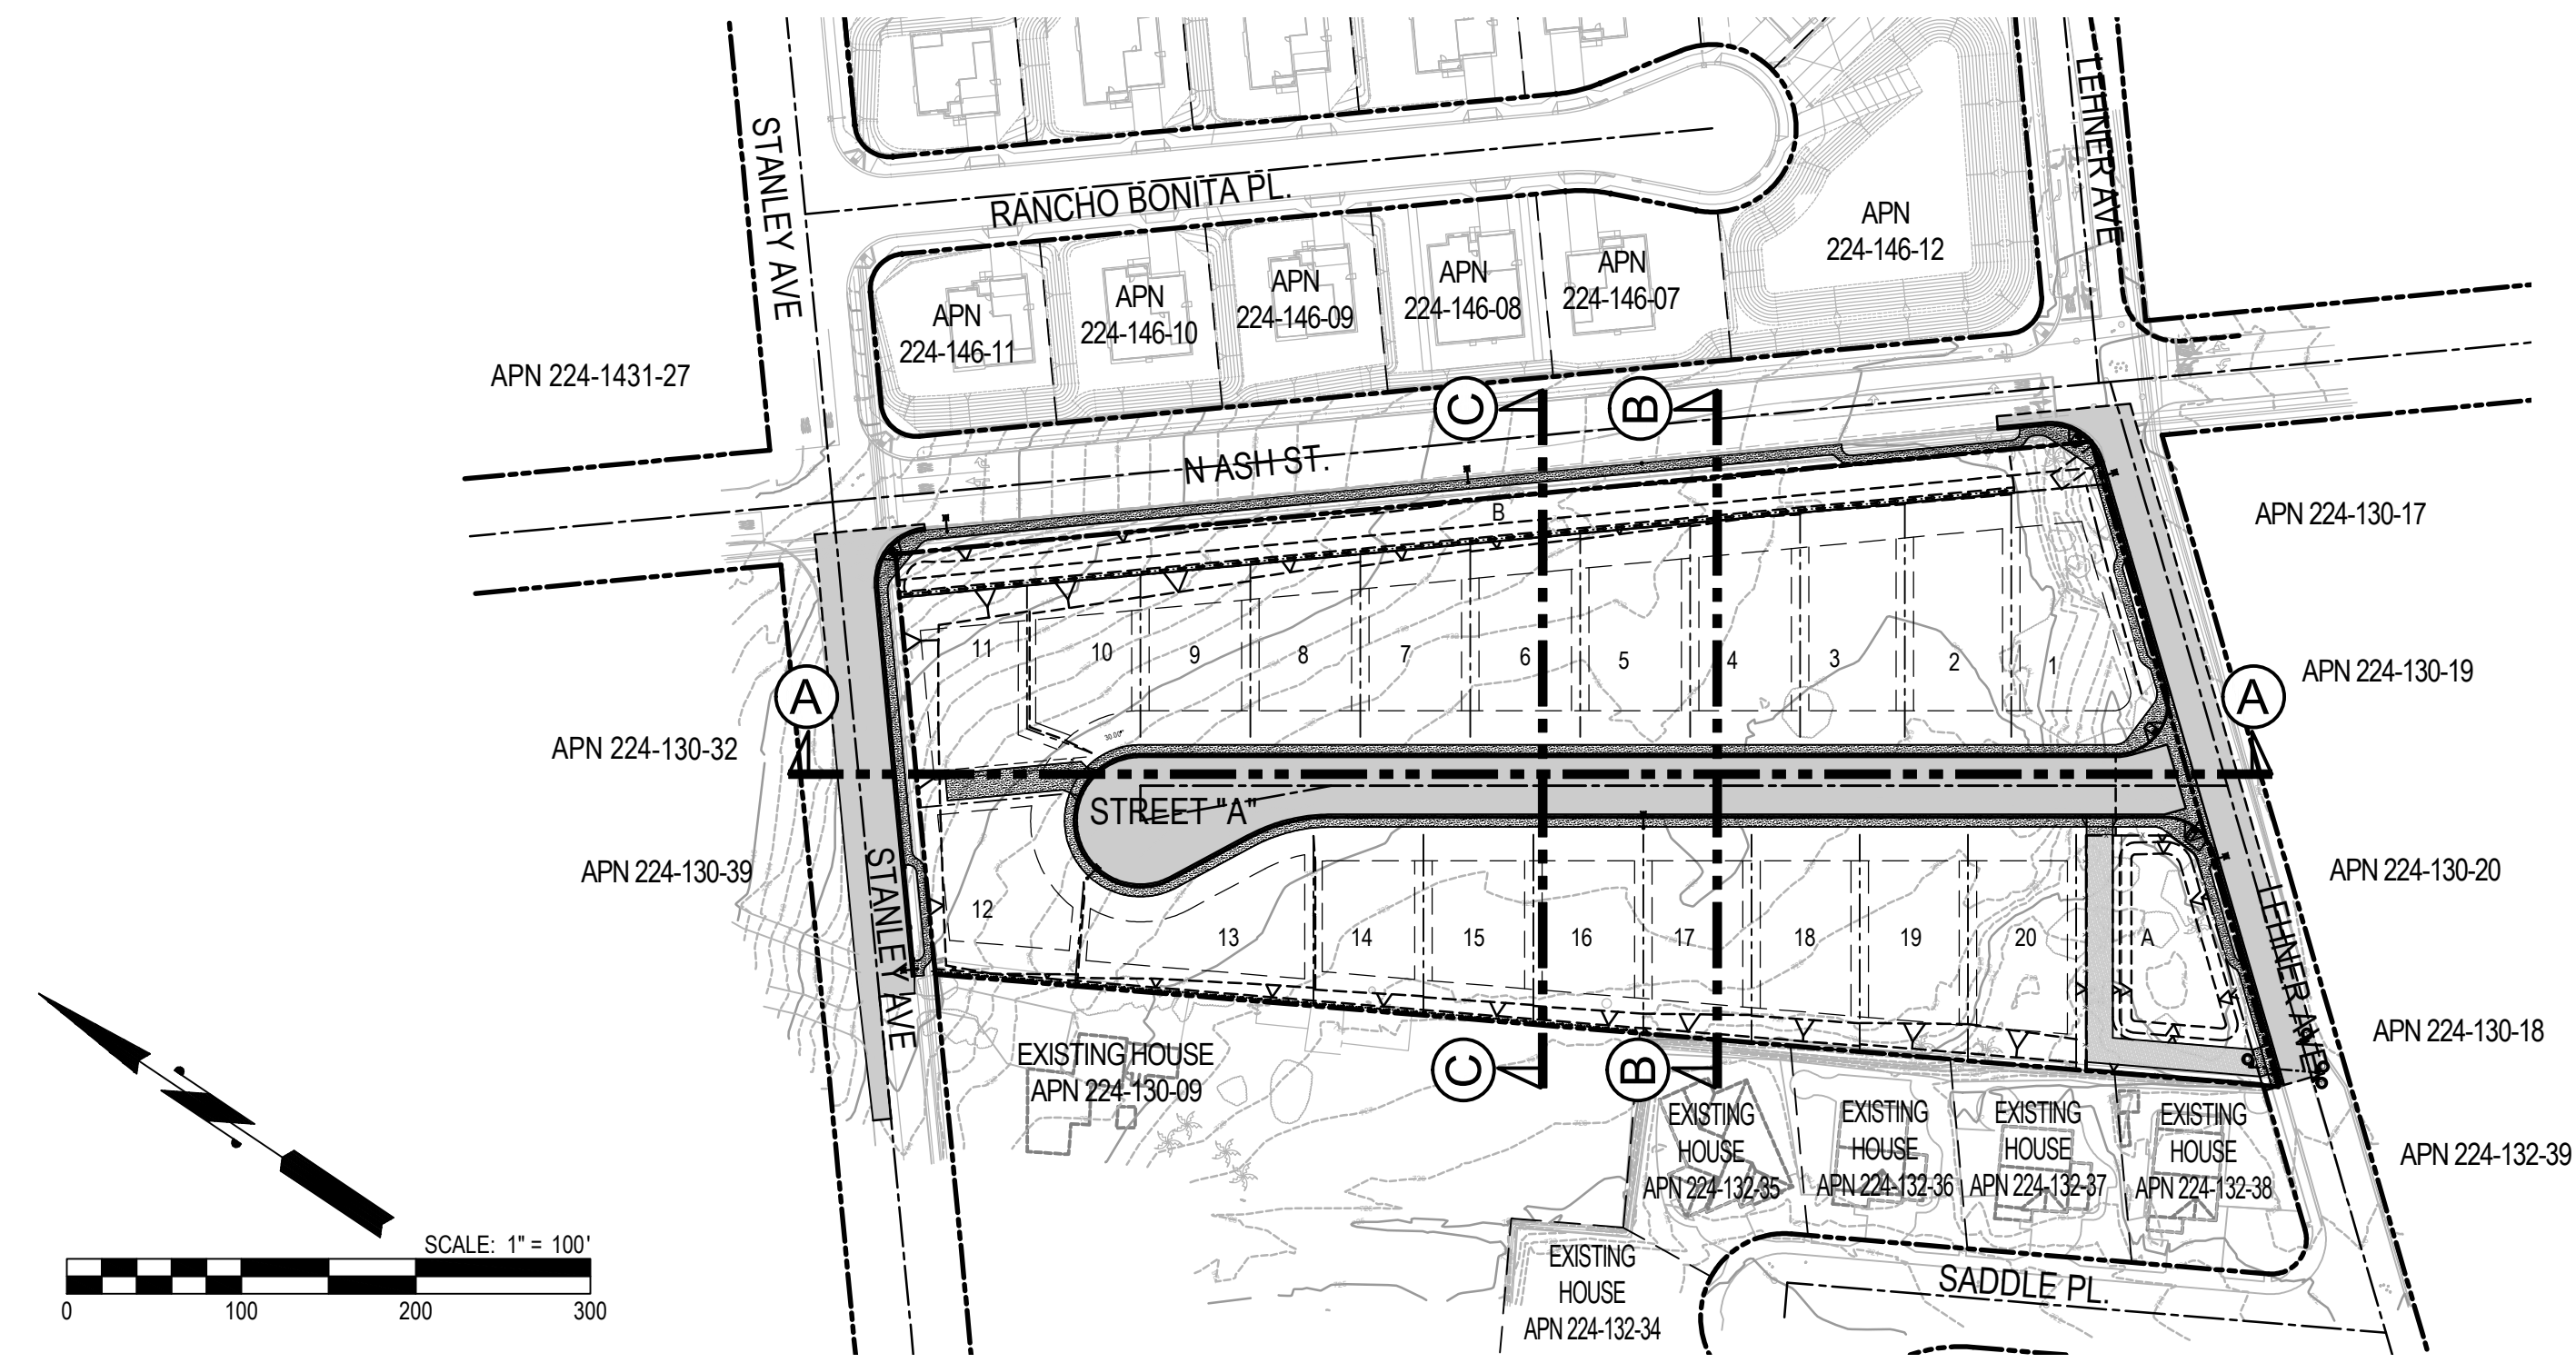 STANLEY AVE
LEHNER AVE
RANCHO BONITA PL.
APN
224-146-12
APN
224-146-07
APN
224-146-08
APN
224-146-09
APN
224-146-10
APN
224-146-11
APN 224-1431-27
C
B
N ASH ST.
B
APN 224-130-17
11
10
9
8
7
6
5
4
3
2
1
A
A
APN 224-130-19
APN 224-130-32
30.00'
STREET "A"
APN 224-130-39
STANLEY AVE
APN 224-130-20
12
13
14
15
16
17
18
19
20
A
LEHNER AVE
APN 224-130-18
EXISTING HOUSE
APN 224-130-09
C
B
EXISTING
HOUSE
APN 224-132-35
EXISTING
HOUSE
APN 224-132-36
EXISTING
HOUSE
APN 224-132-37
EXISTING
HOUSE
APN 224-132-38
APN 224-132-39
EXISTING
HOUSE
APN 224-132-34
SADDLE PL.
SCALE: 1" = 100'
0
100
200
300